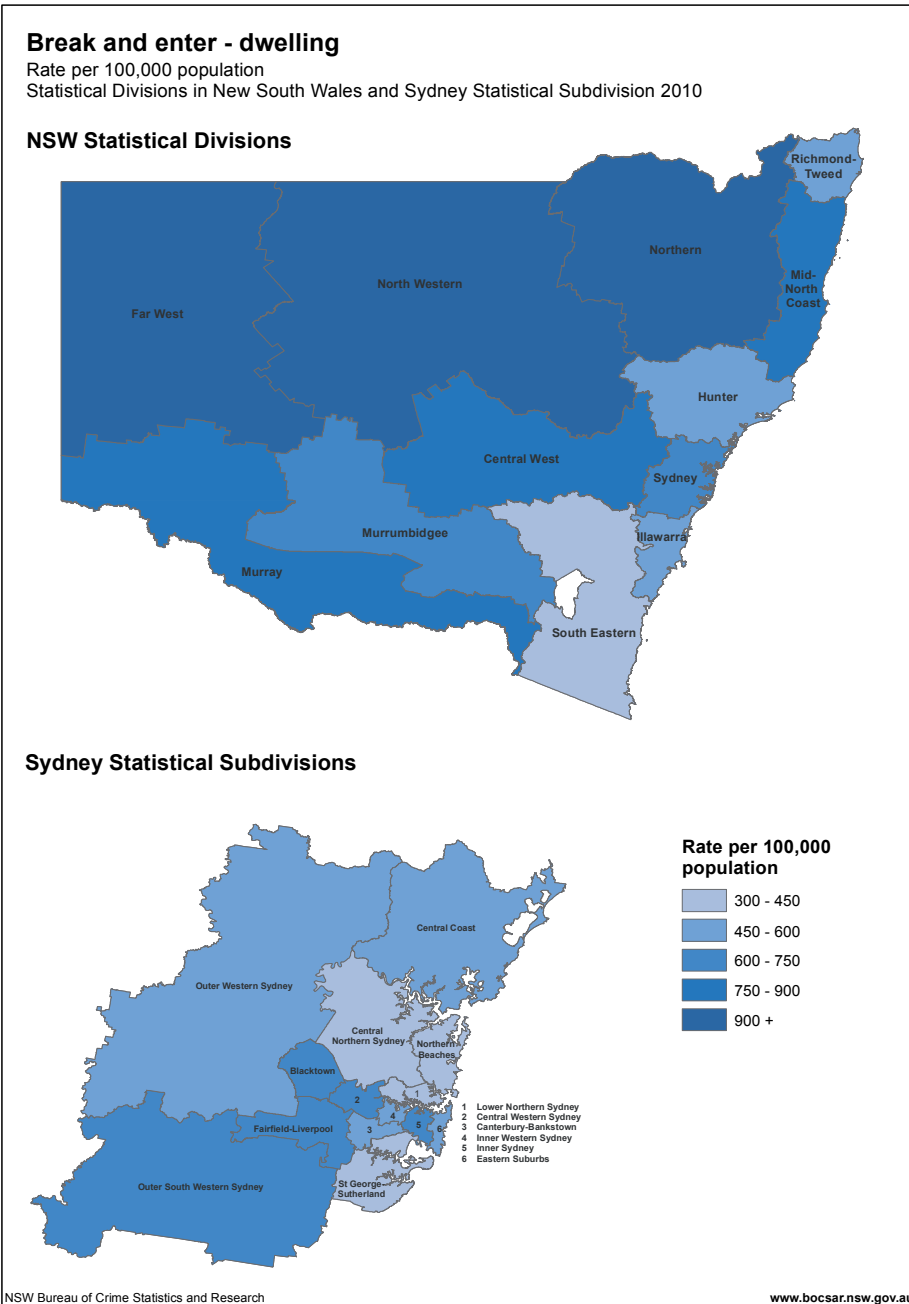 Break and enter - dwelling
Rate per 100,000 population
Statistical Divisions in New South Wales and Sydney Statistical Subdivision 2010
NSW Statistical Divisions
Richmond-
Tweed
Northern
North Western
Mid-
North
Coast
Far West
Hunter
Central West
Sydney
Murrumbidgee
Illawarra
Murray
South Eastern
Sydney Statistical Subdivisions
Rate per 100,000
population
300 - 450
450 - 600
600 - 750
750 - 900
900 +
Central Coast
Outer Western Sydney
Central
Northern Sydney
Northern
Beaches
Blacktown
1
2
4
5
6
3
Fairfield-Liverpool
1 Lower Northern Sydney
2 Central Western Sydney
3 Canterbury-Bankstown
4 Inner Western Sydney
5 Inner Sydney
6 Eastern Suburbs
St George-
Sutherland
Outer South Western Sydney
NSW Bureau of Crime Statistics and Research
www.bocsar.nsw.gov.au